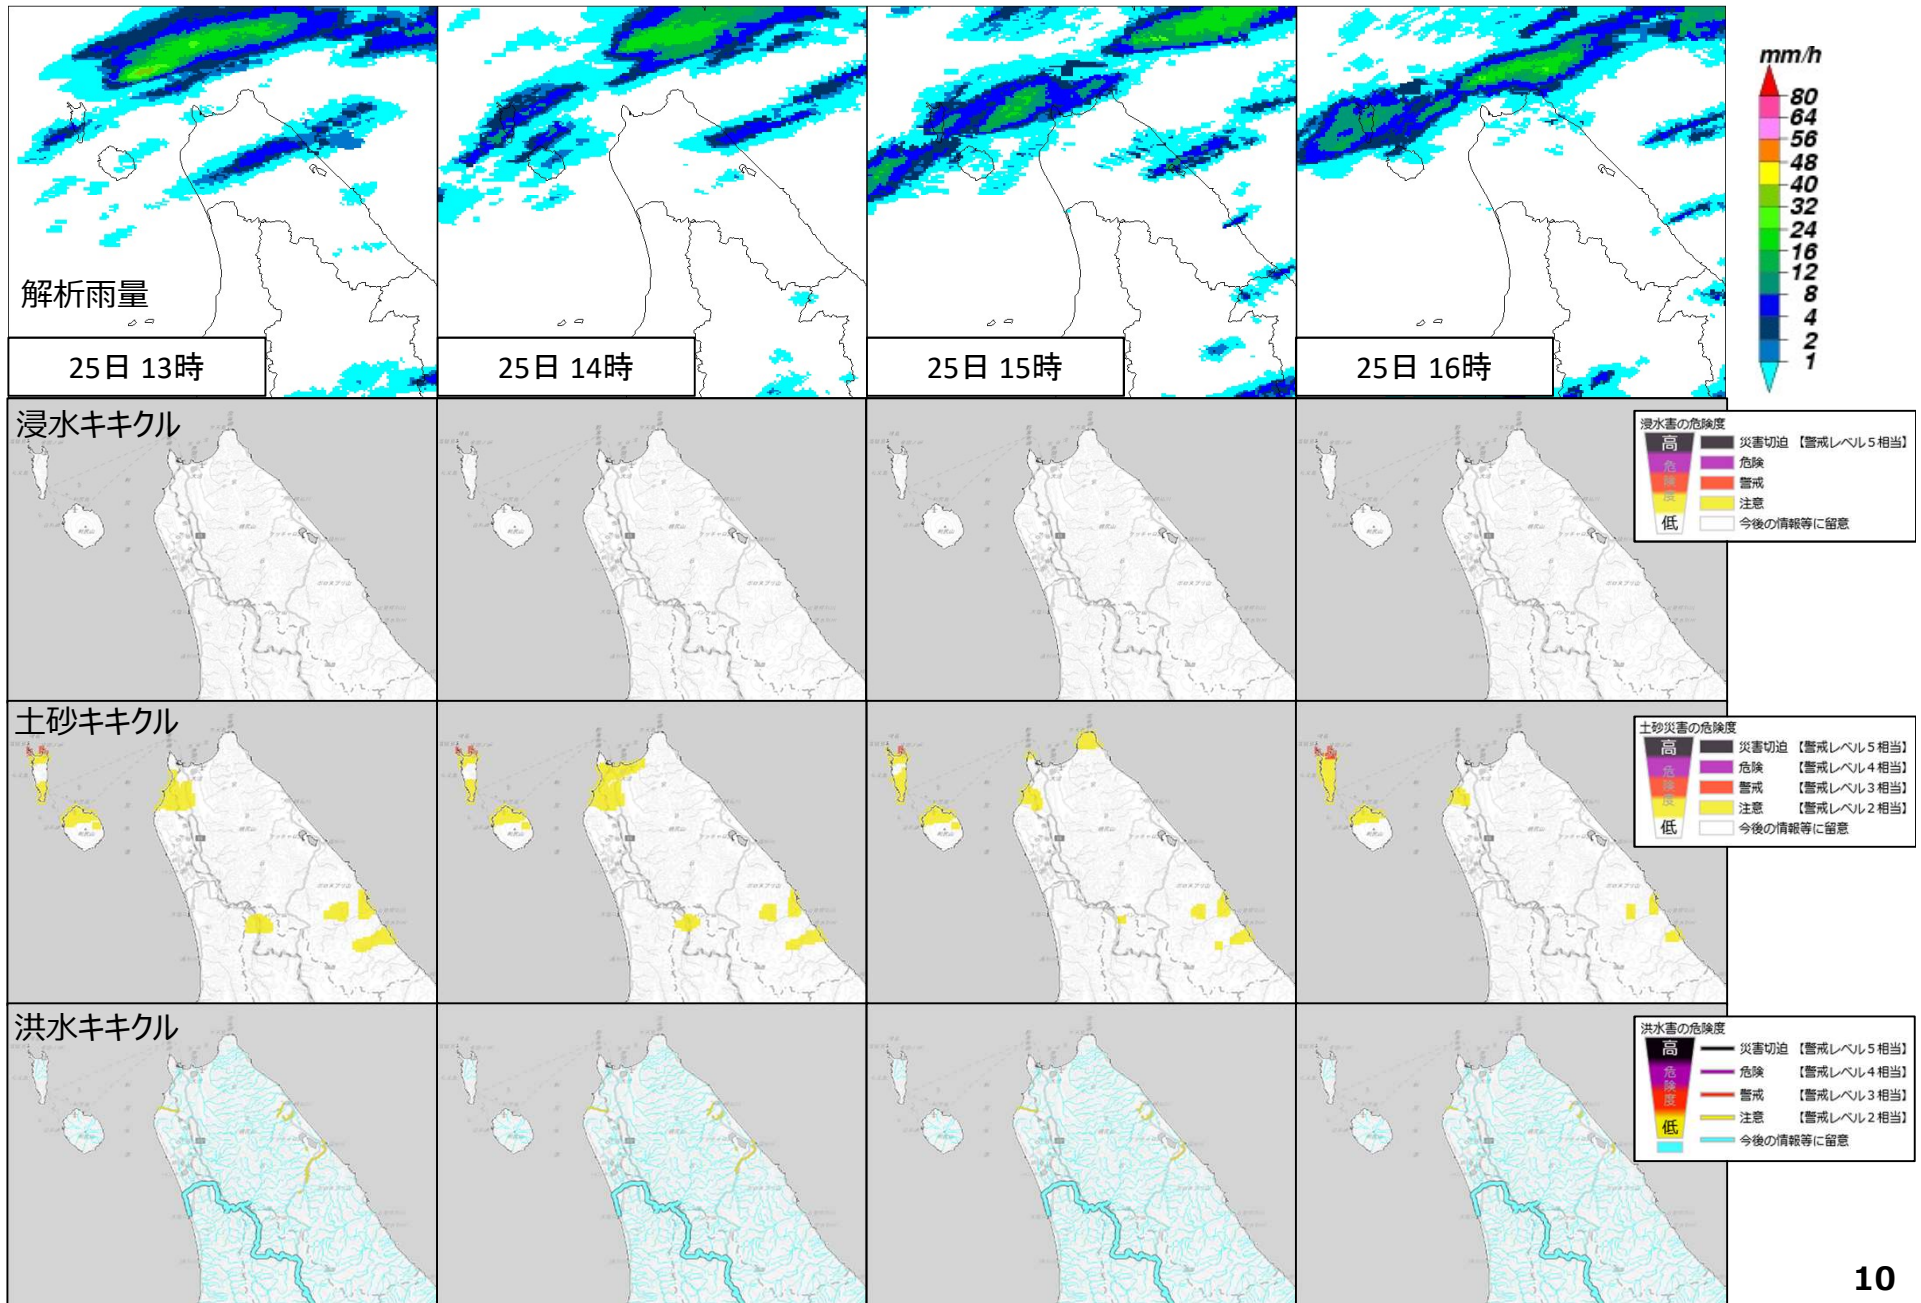 mm/h
80
64
56
48
40
32
24
16
12
8
4
2
1
解析雨量
25日 13時
25日 14時
25日 15時
25日 16時
浸水キキクル
浸水害の危険度
高
危険度
低
災害切迫 【警戒レベル5相当】
危険
警戒
注意
今後の情報等に留意
土砂キキクル
土砂災害の危険度
高
危険度
低
災害切迫 【警戒レベル5相当】
危険 【警戒レベル4相当】
警戒 【警戒レベル3相当】
注意 【警戒レベル2相当】
今後の情報等に留意
洪水キキクル
洪水害の危険度
高
危険度
低
災害切迫 【警戒レベル5相当】
危険 【警戒レベル4相当】
警戒 【警戒レベル3相当】
注意 【警戒レベル2相当】
今後の情報等に留意
10